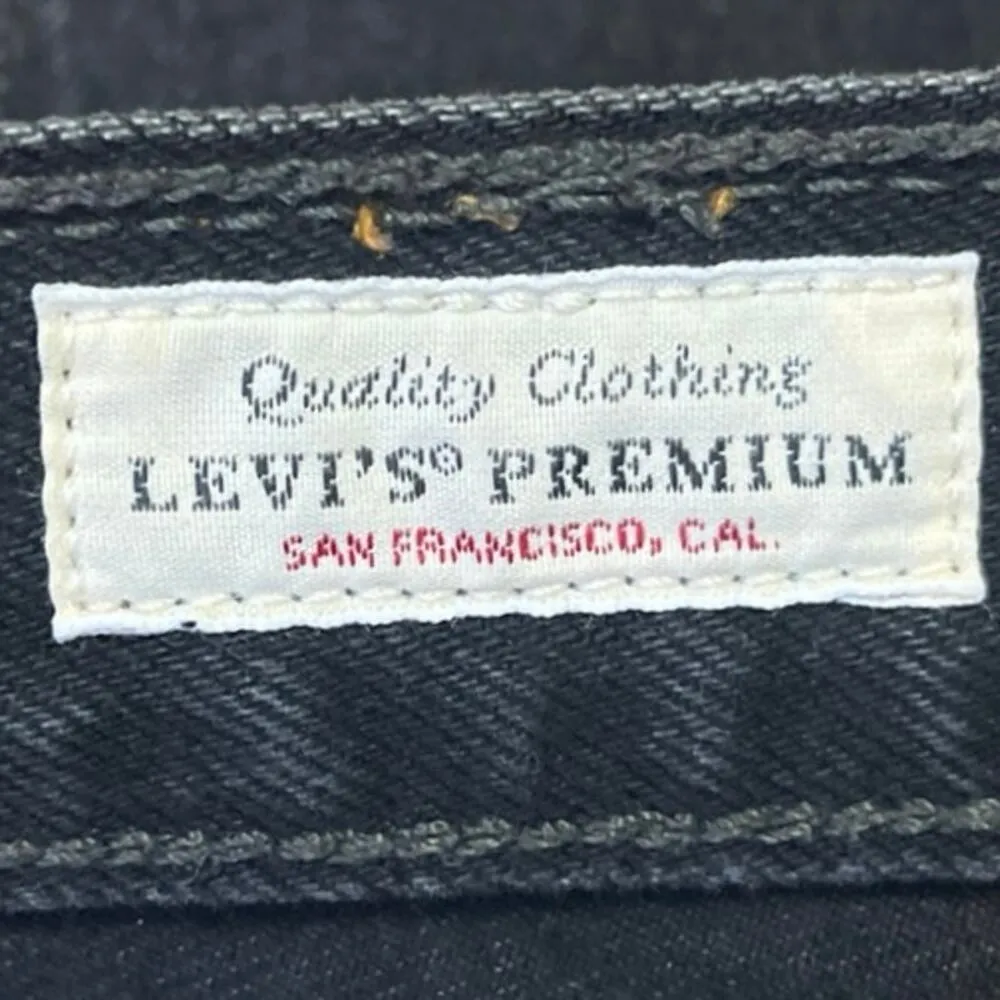 Quality Clothing
LEVI'S® PREMIUM
SAN FRANCISCO, CAL.